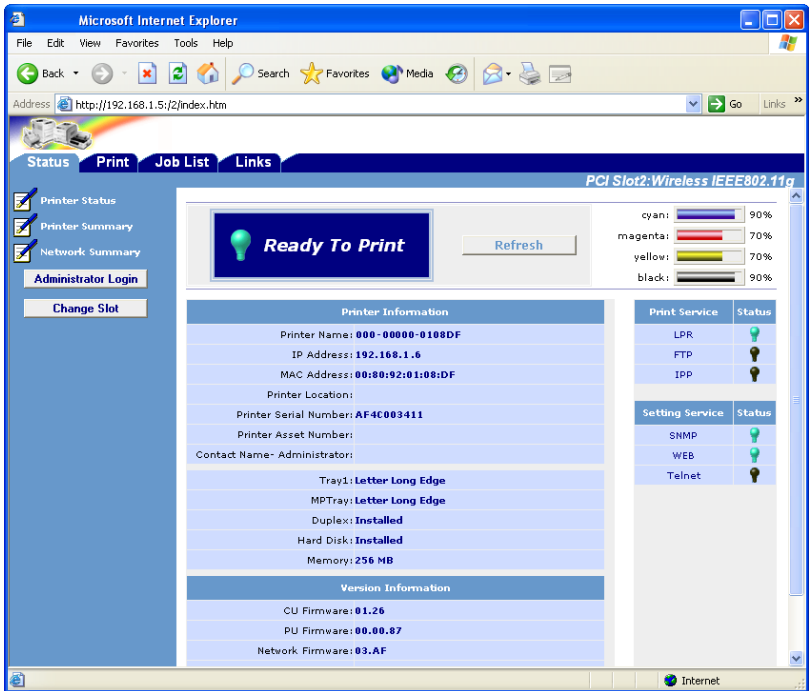 Microsoft Internet Explorer
File Edit View Favorites Tools Help
Back Search Favorites Media
Address http://192.168.1.5:/2/index.htm Go Links »
Status Print Job List Links
PCI Slot2:Wireless IEEE802.11g
Printer Status
Printer Summary
Network Summary
Administrator Login
Change Slot
Ready To Print
Refresh
cyan: 90%
magenta: 70%
yellow: 70%
black: 90%
Printer Information
Printer Name: 000-00000-0108DF
IP Address: 192.168.1.6
MAC Address: 00:80:92:01:08:DF
Printer Location:
Printer Serial Number: AF4C003411
Printer Asset Number:
Contact Name- Administrator:
Tray1: Letter Long Edge
MPTray: Letter Long Edge
Duplex: Installed
Hard Disk: Installed
Memory: 256 MB
Version Information
CU Firmware: 01.26
PU Firmware: 00.00.87
Network Firmware: 03.AF
Print Service Status
LPR
FTP
IPP
Setting Service Status
SNMP
WEB
Telnet
Internet